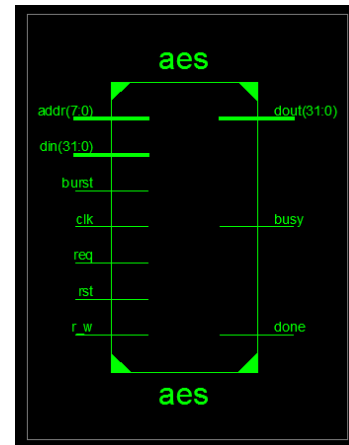 aes
addr(7:0)
dout(31:0)
din(31:0)
burst
clk
busy
req
rst
r_w
done
aes